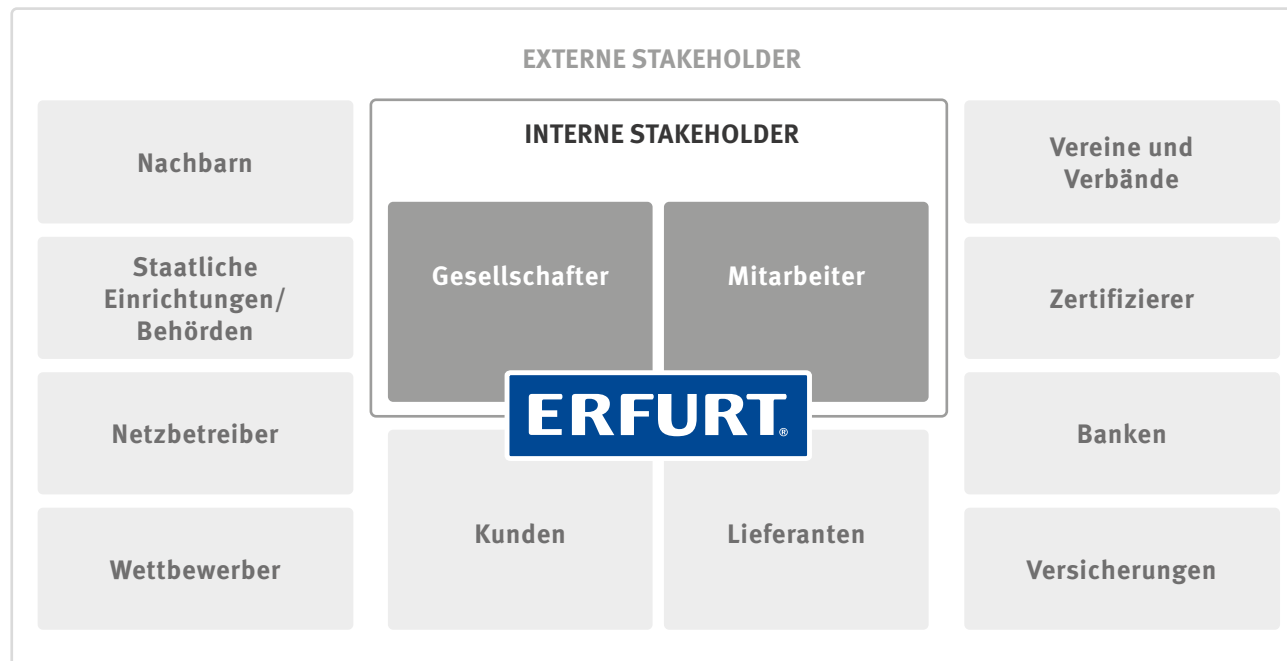 EXTERNE STAKEHOLDER
INTERNE STAKEHOLDER
Nachbarn
Staatliche
Einrichtungen/
Behörden
Netzbetreiber
Wettbewerber
Gesellschafter
Mitarbeiter
ERFURT®
Kunden
Lieferanten
Vereine und
Verbände
Zertifizierer
Banken
Versicherungen